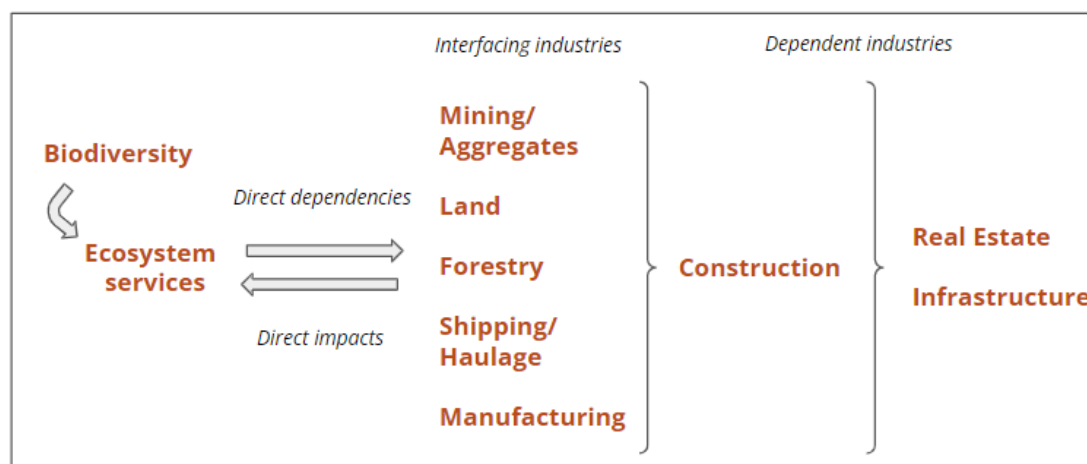 Interfacing industries
Dependent industries
Biodiversity
Ecosystem
services
Direct dependencies
Direct impacts
Mining/
Aggregates
Land
Forestry
Shipping/
Haulage
Manufacturing
Construction
Real Estate
Infrastructure